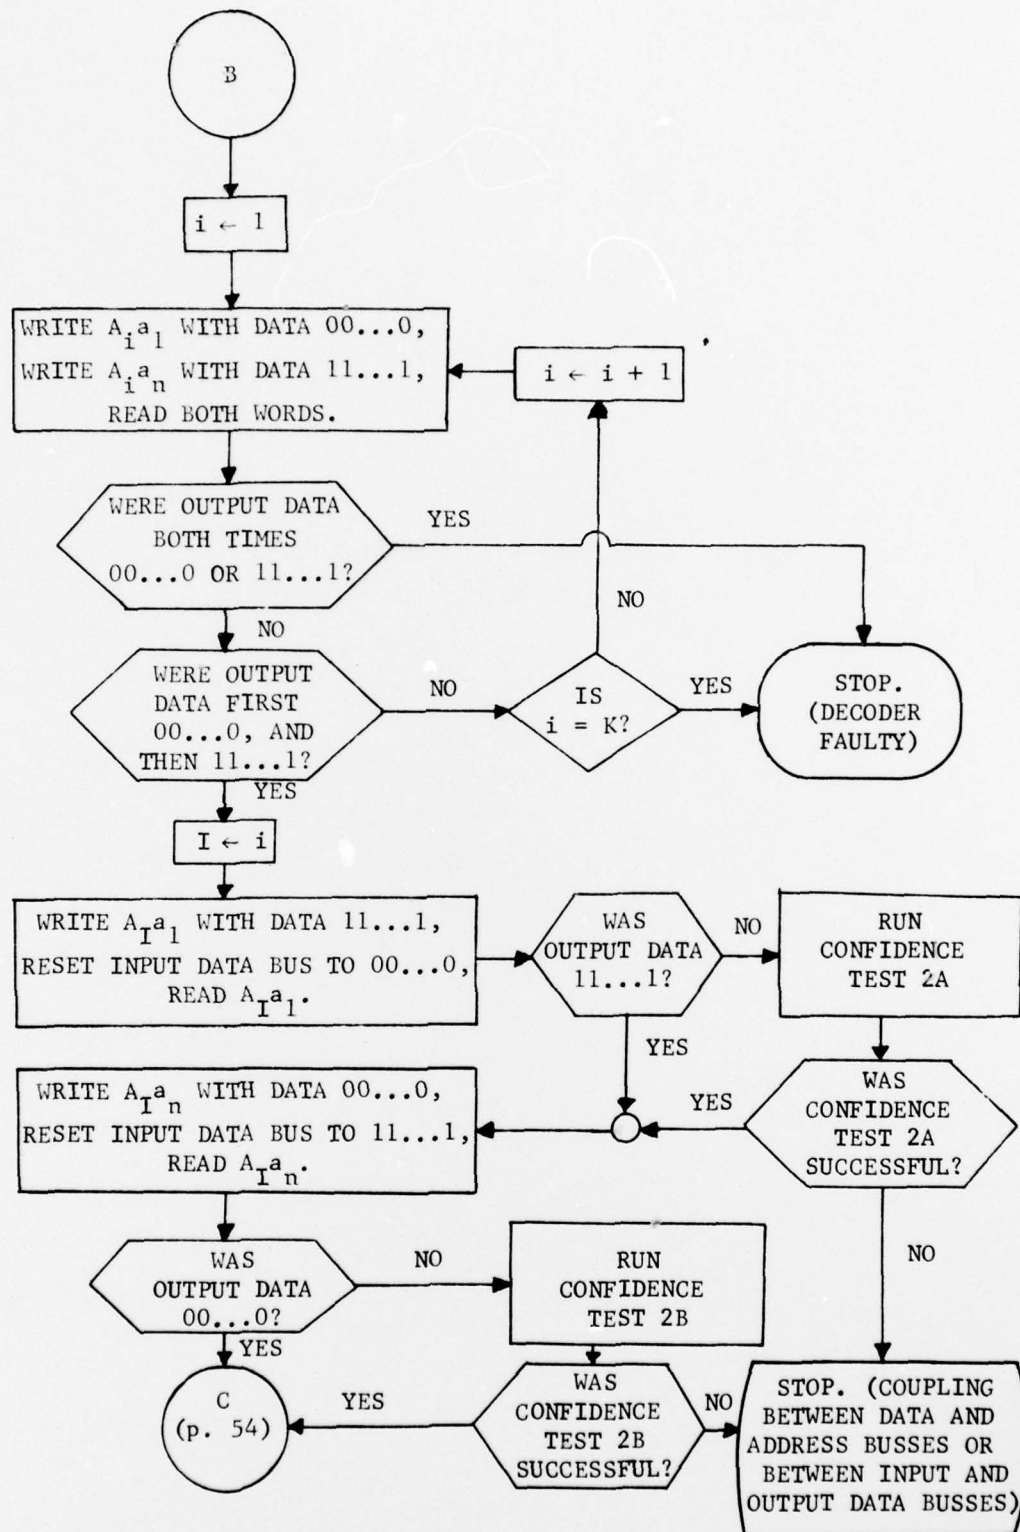 B
i ← 1
WRITE A_i a_1 WITH DATA 00...0,
WRITE A_i a_n WITH DATA 11...1,
READ BOTH WORDS.
i ← i + 1
WERE OUTPUT DATA
BOTH TIMES
00...0 OR 11...1?
YES
NO
NO
WERE OUTPUT
DATA FIRST
00...0, AND
THEN 11...1?
NO
IS
i = K?
YES
STOP.
(DECODER
FAULTY)
YES
I ← i
WRITE A_I a_1 WITH DATA 11...1,
RESET INPUT DATA BUS TO 00...0,
READ A_I a_1.
WAS
OUTPUT DATA
11...1?
NO
RUN
CONFIDENCE
TEST 2A
YES
WRITE A_I a_n WITH DATA 00...0,
RESET INPUT DATA BUS TO 11...1,
READ A_I a_n.
YES
WAS
CONFIDENCE
TEST 2A
SUCCESSFUL?
NO
WAS
OUTPUT DATA
00...0?
NO
RUN
CONFIDENCE
TEST 2B
YES
C
(p. 54)
YES
WAS
CONFIDENCE
TEST 2B
SUCCESSFUL?
NO
STOP. (COUPLING
BETWEEN DATA AND
ADDRESS BUSSES OR
BETWEEN INPUT AND
OUTPUT DATA BUSSES)